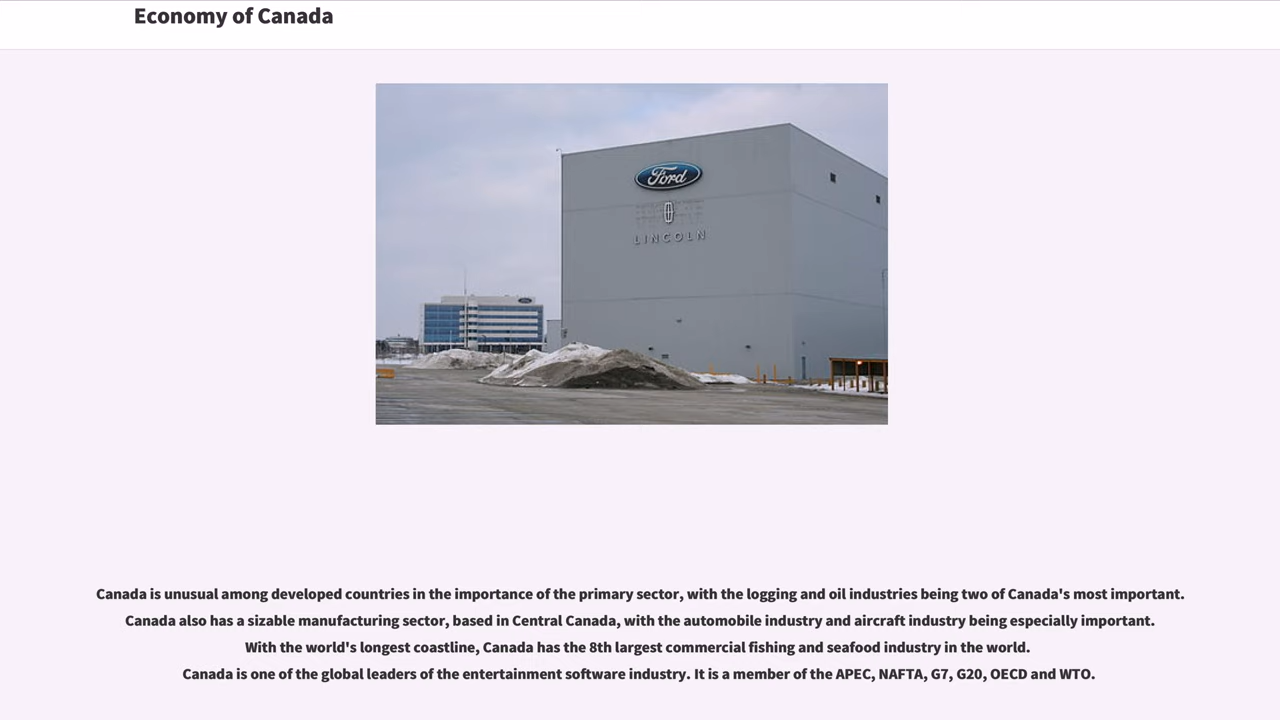 Economy of Canada
Ford
LINCOLN
Canada is unusual among developed countries in the importance of the primary sector, with the logging and oil industries being two of Canada's most important.
Canada also has a sizable manufacturing sector, based in Central Canada, with the automobile industry and aircraft industry being especially important.
With the world's longest coastline, Canada has the 8th largest commercial fishing and seafood industry in the world.
Canada is one of the global leaders of the entertainment software industry. It is a member of the APEC, NAFTA, G7, G20, OECD and WTO.